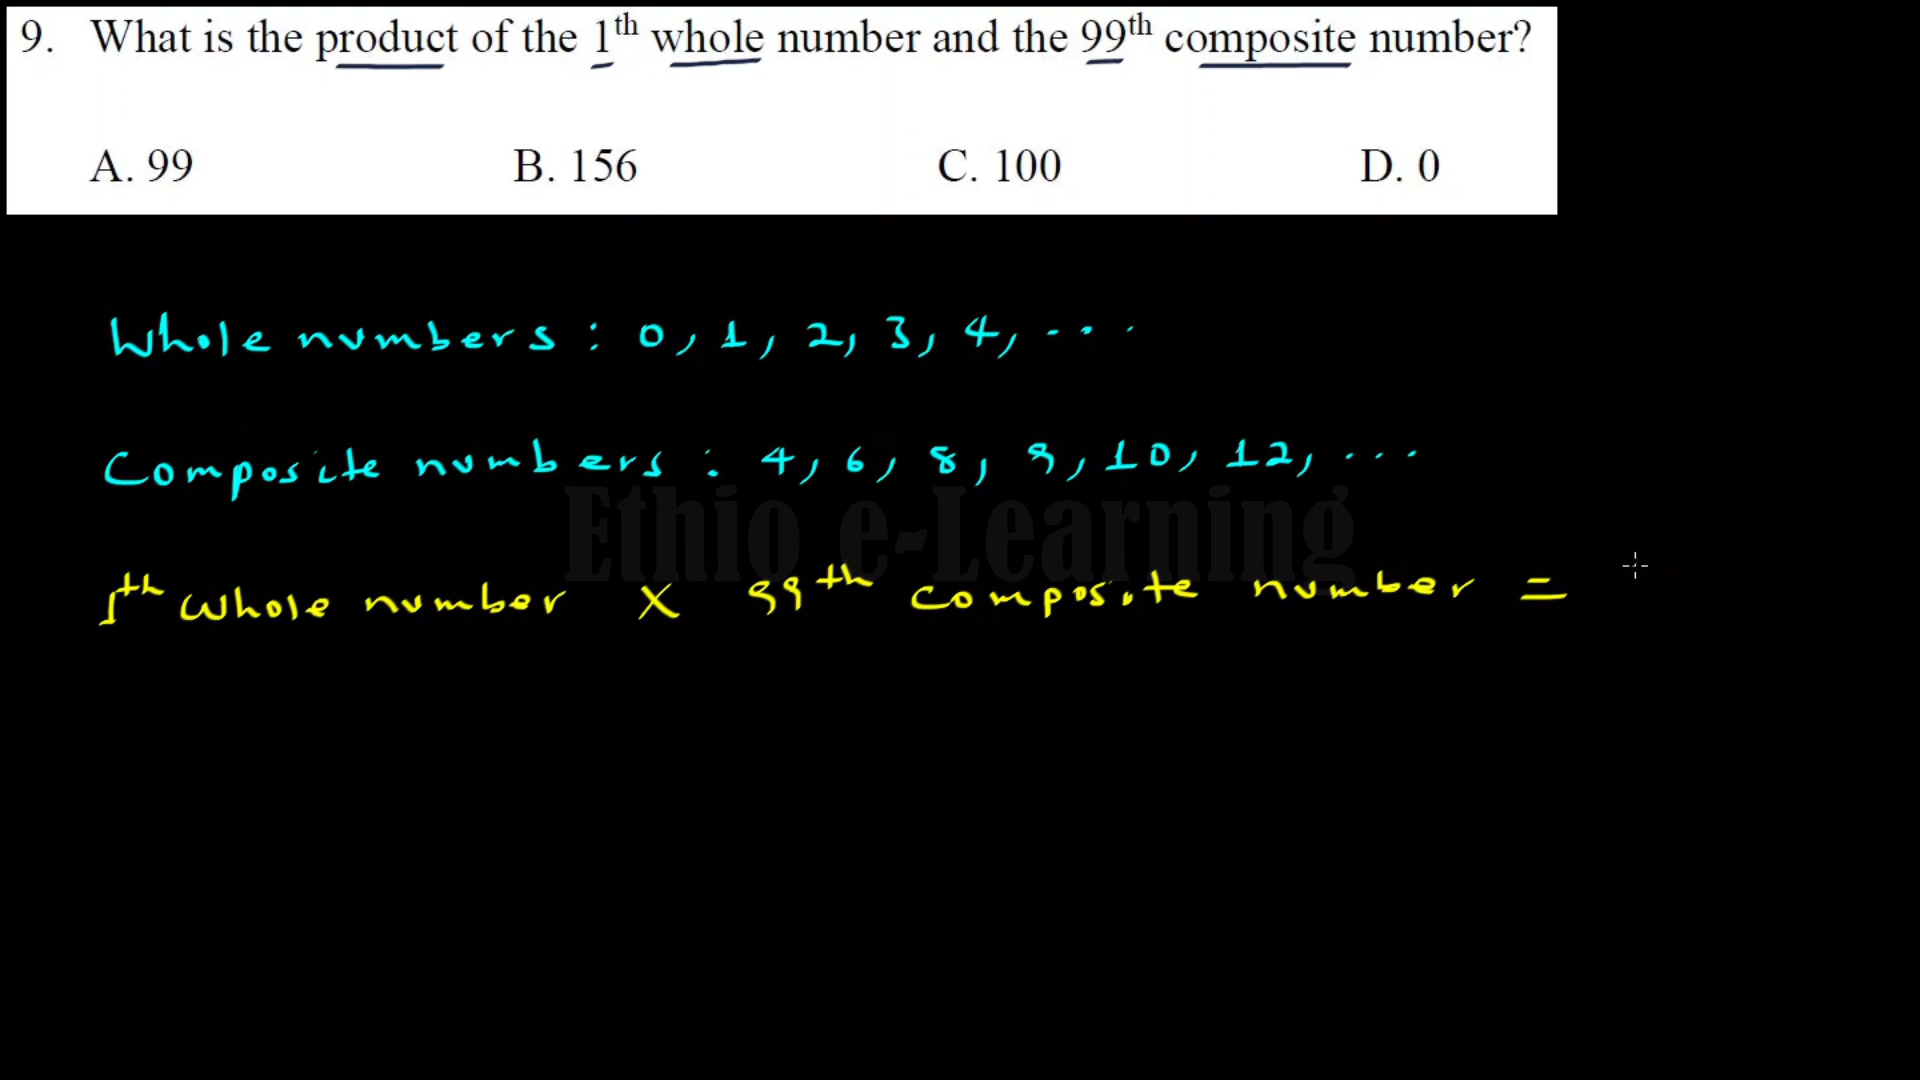 9. What is the product of the 1th whole number and the 99th composite number?
A. 99 B. 156 C. 100 D. 0
Whole numbers : 0, 1, 2, 3, 4, ...
Composite numbers : 4, 6, 8, 9, 10, 12, ...
Ethio e-Learning
1th whole number X 99th composite number =